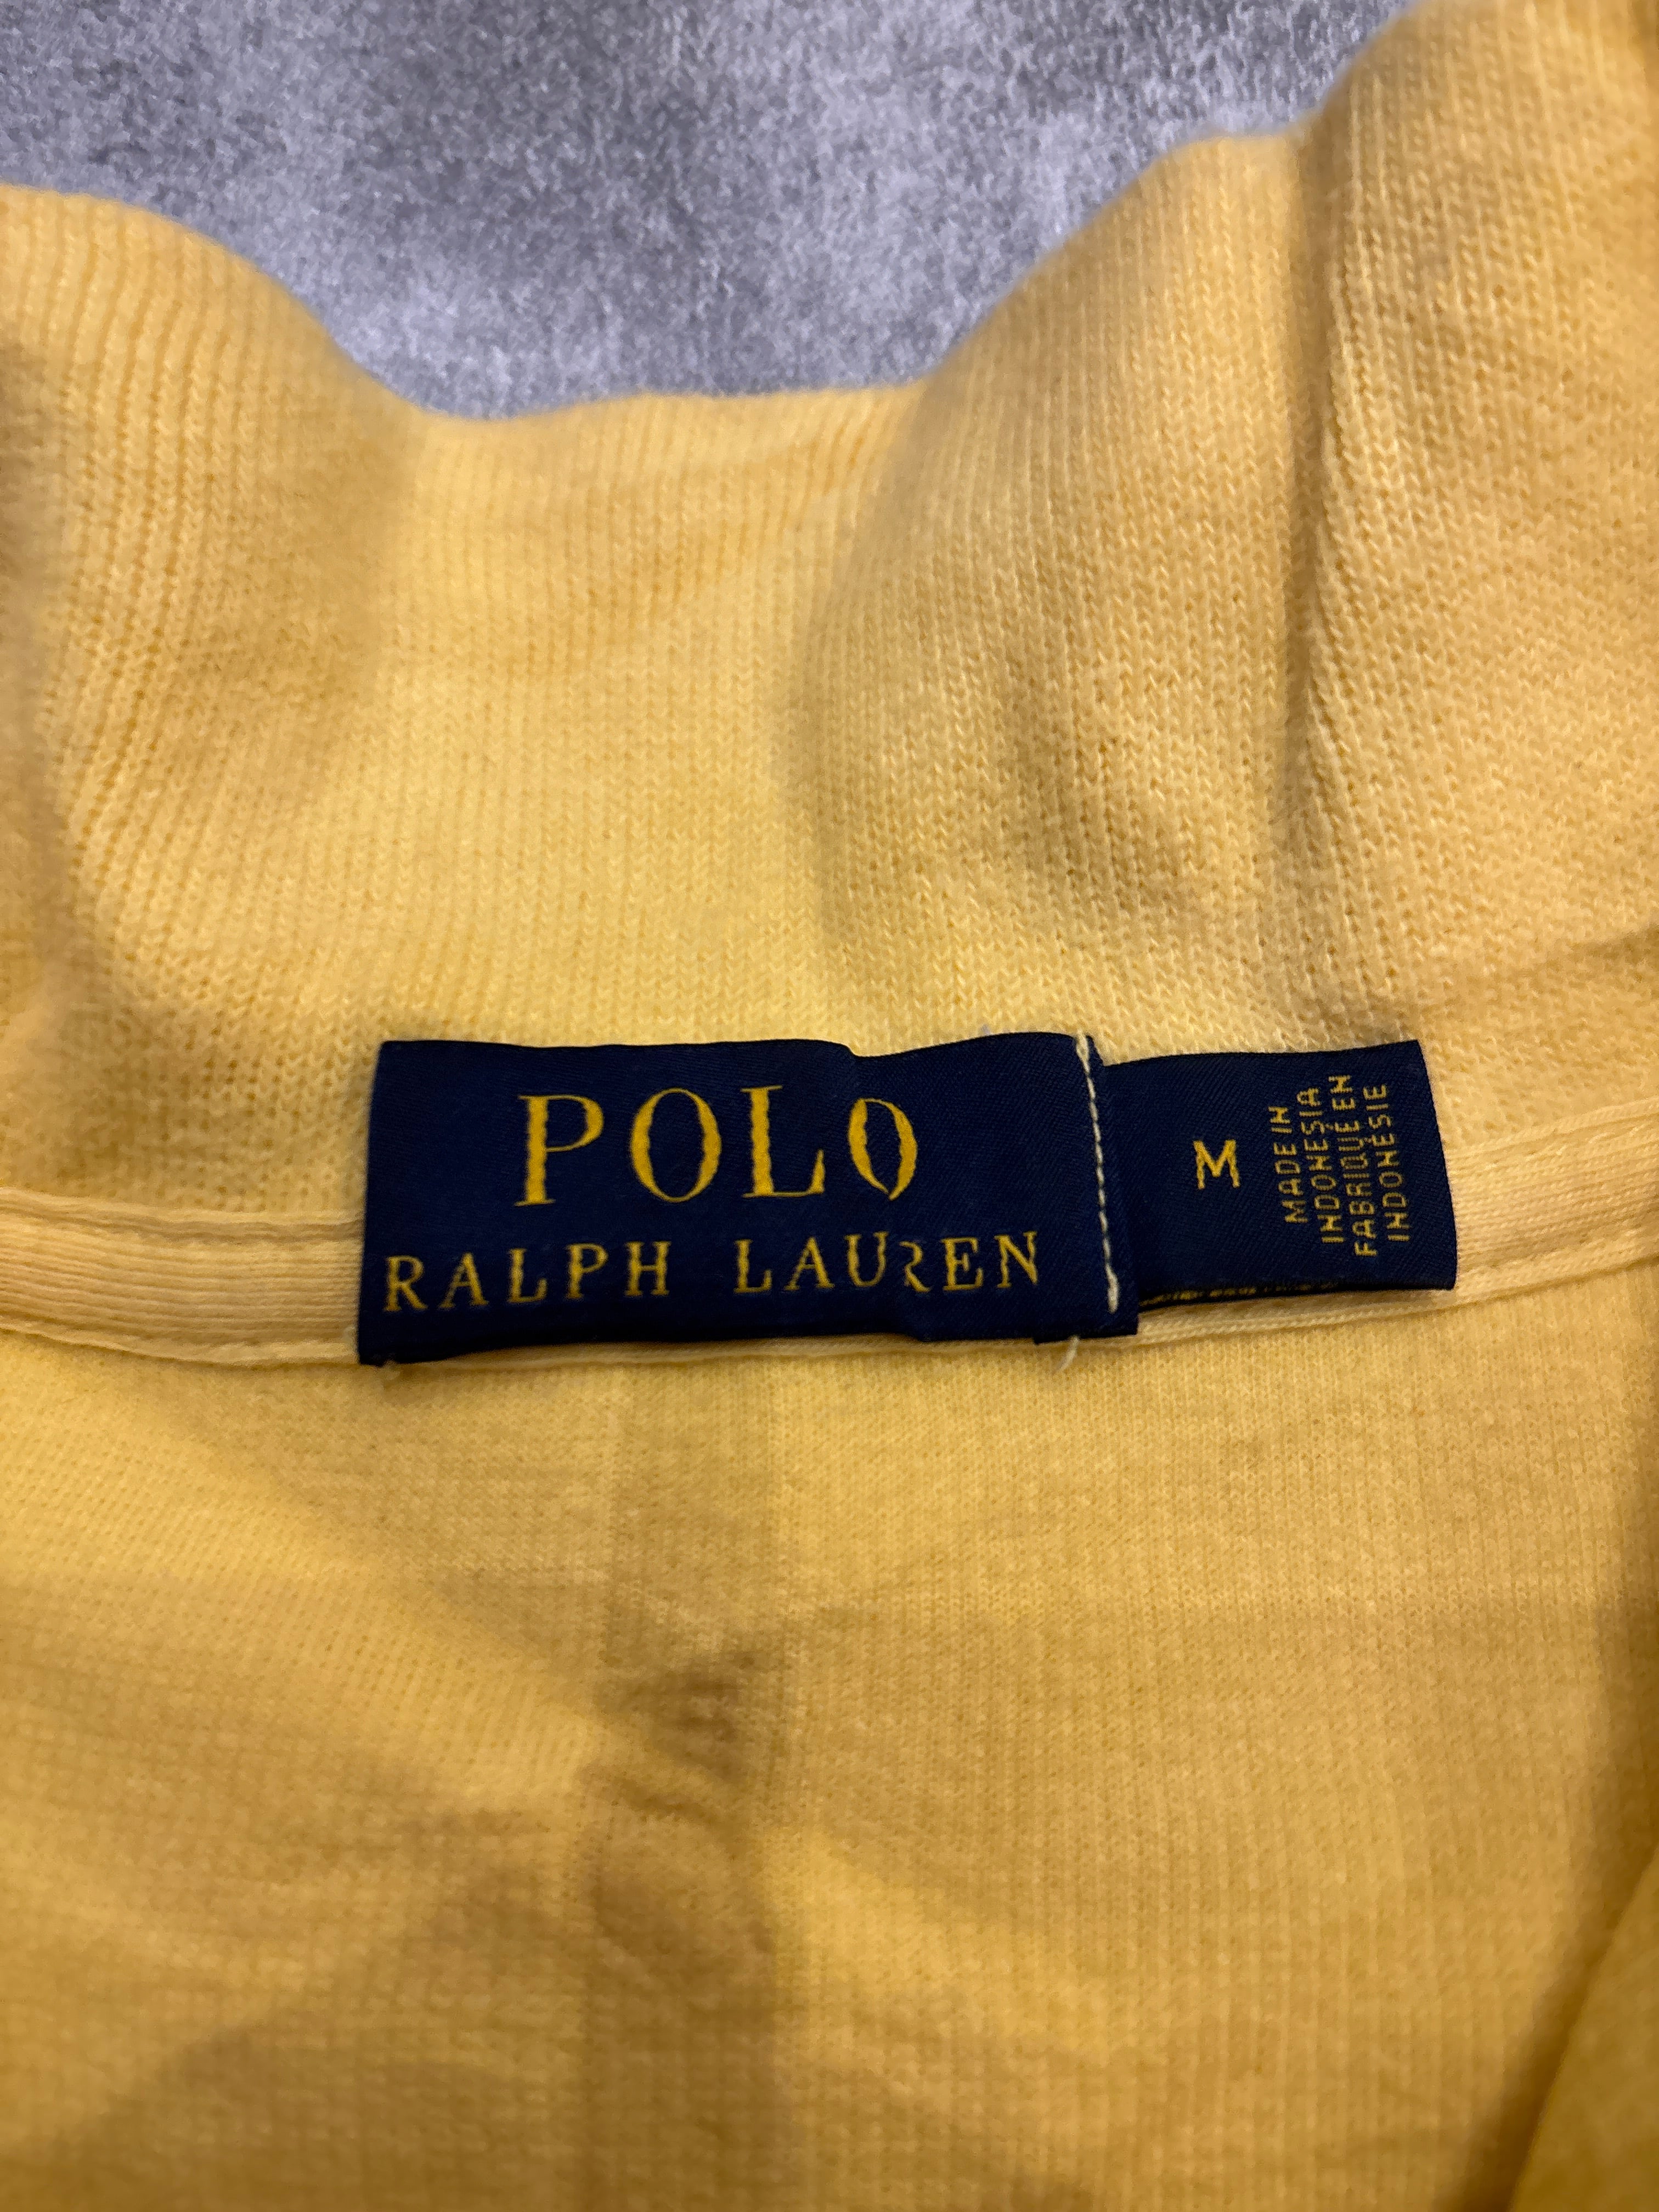 POLO
RALPH LAUREN
M
MADE IN
INDONESIA
FABRIQUÉ EN
INDONÉSIE